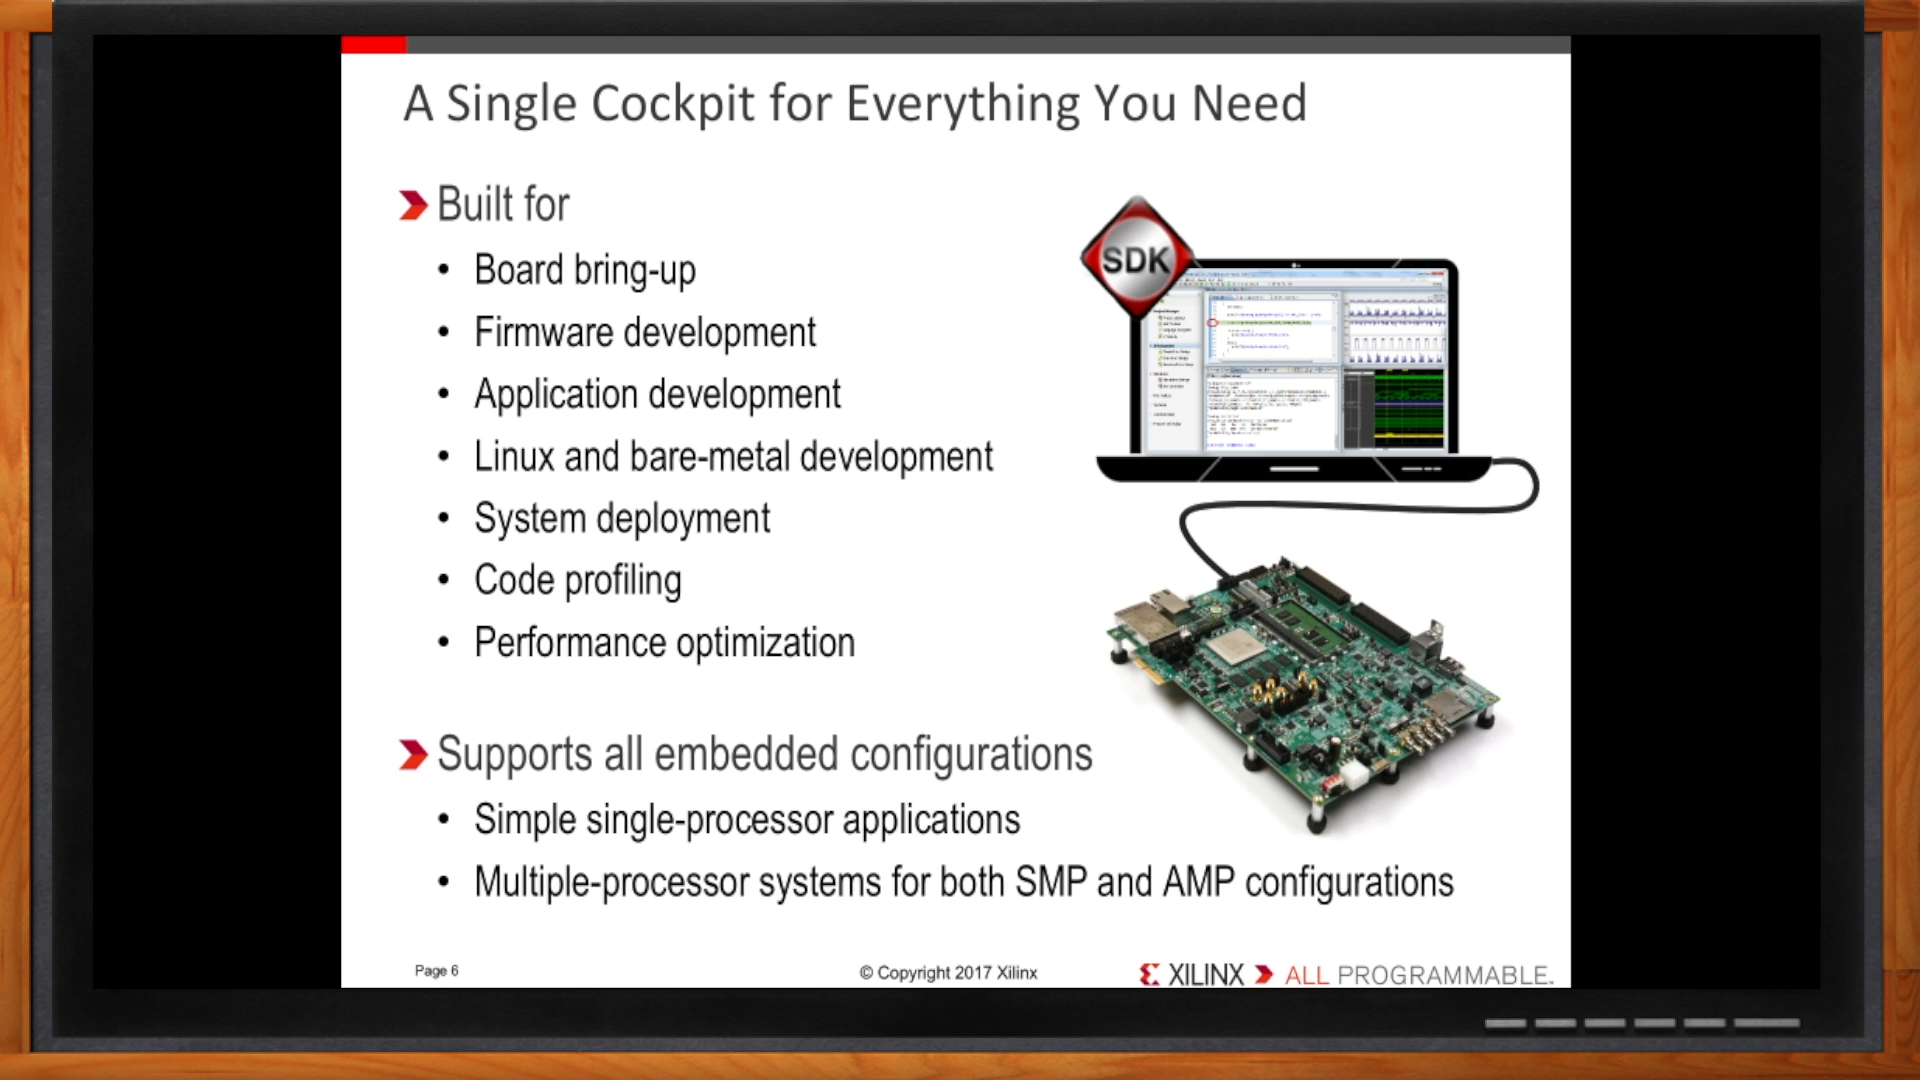 A Single Cockpit for Everything You Need
Built for
• Board bring-up
• Firmware development
• Application development
• Linux and bare-metal development
• System deployment
• Code profiling
• Performance optimization
SDK
Supports all embedded configurations
• Simple single-processor applications
• Multiple-processor systems for both SMP and AMP configurations
Page 6
© Copyright 2017 Xilinx
XILINX ALL PROGRAMMABLE.